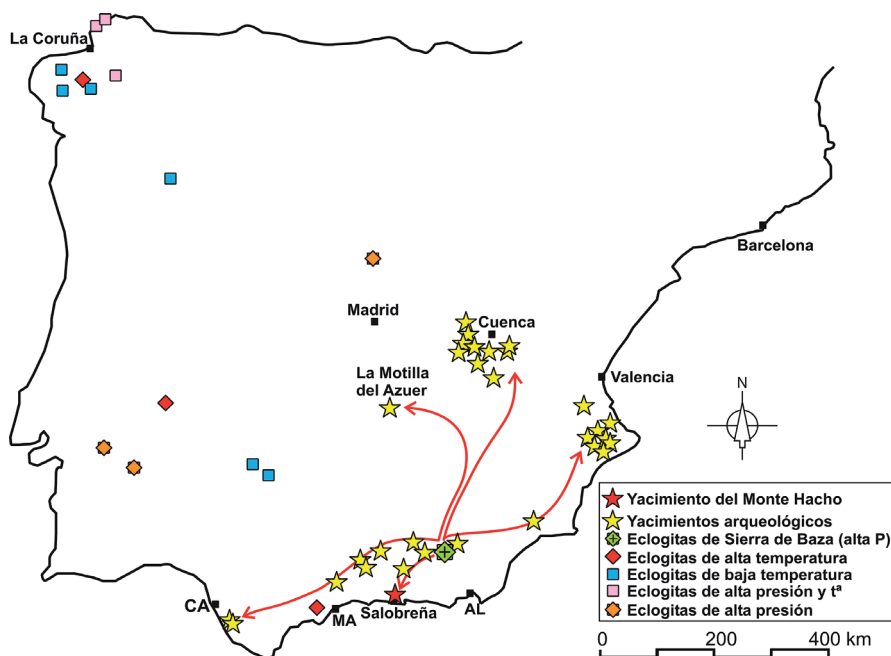 La Coruña
Barcelona
Madrid
Cuenca
La Motilla
del Azuer
Valencia
N
CA
MA
Salobreña
AL
Yacimiento del Monte Hacho
Yacimientos arqueológicos
Eclogitas de Sierra de Baza (alta P)
Eclogitas de alta temperatura
Eclogitas de baja temperatura
Eclogitas de alta presión y tª
Eclogitas de alta presión
0 200 400 km